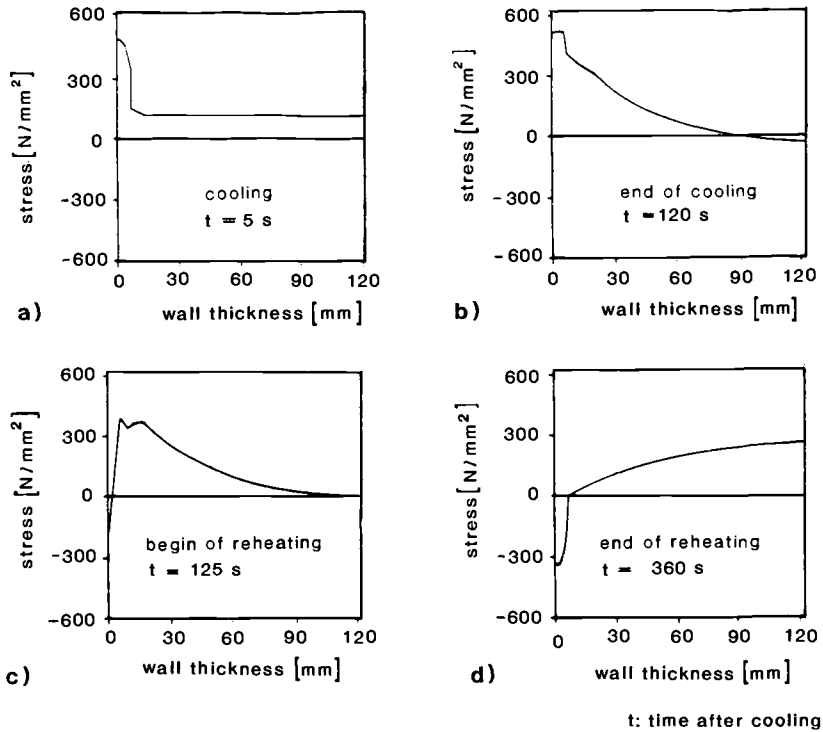 600
300
0
-300
-600
stress [N/mm²]
cooling
t = 5 s
0 30 60 90 120
a) wall thickness [mm]
600
300
0
-300
-600
stress [N/mm²]
end of cooling
t = 120 s
0 30 60 90 120
b) wall thickness [mm]
600
300
0
-300
-600
stress [N/mm²]
begin of reheating
t = 125 s
0 30 60 90 120
c) wall thickness [mm]
600
300
0
-300
-600
stress [N/mm²]
end of reheating
t = 360 s
0 30 60 90 120
d) wall thickness [mm]
t: time after cooling